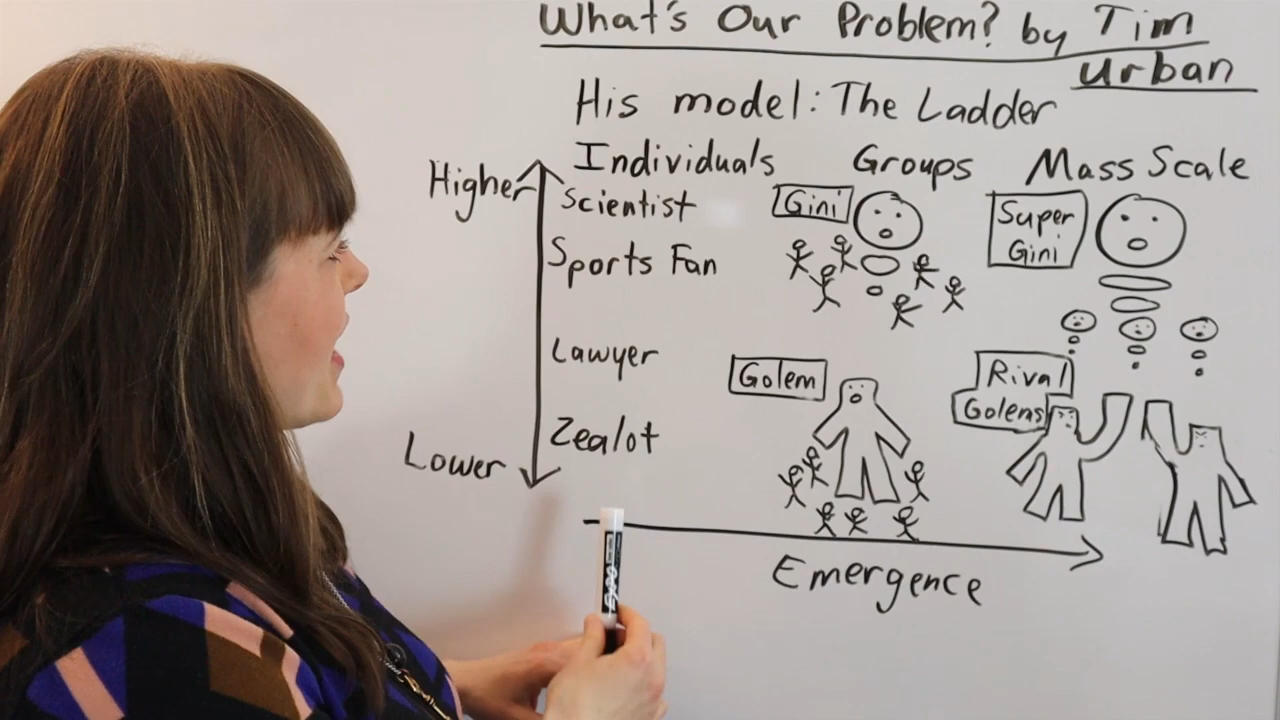 What's Our Problem? by Tim
Urban
His model: The Ladder
Individuals Groups Mass Scale
Higher
Scientist
Gini
Super
Gini
Sports Fan
Lawyer
Golem
Rival
Golems
Zealot
Lower
Emergence